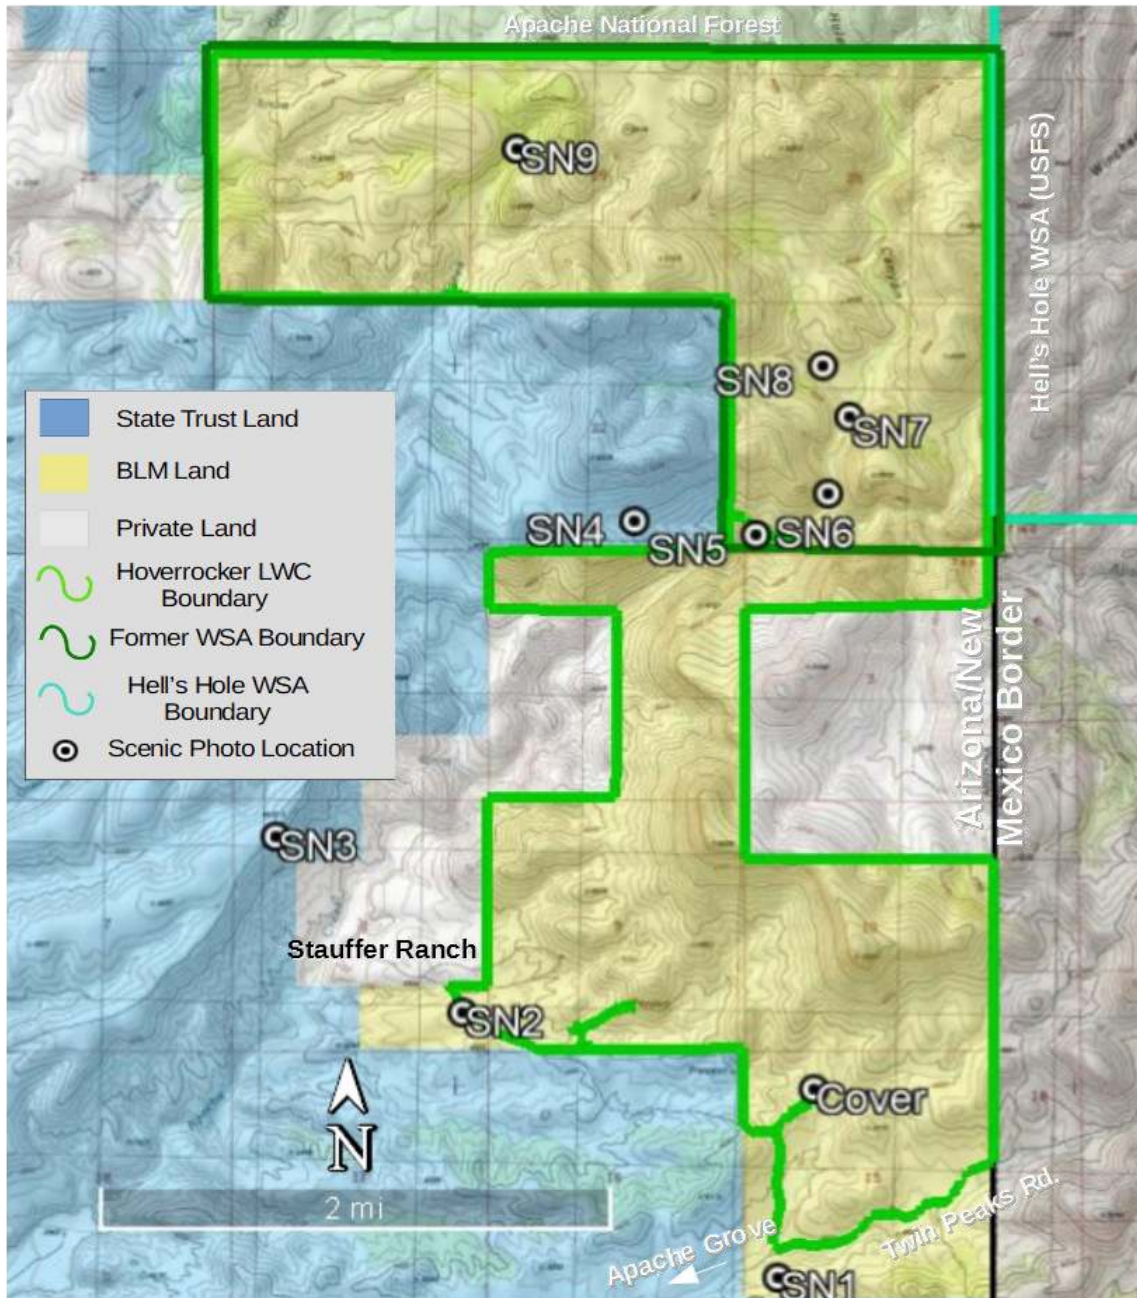 Apache National Forest
Hell's Hole WSA (USFS)
SN9
SN8
SN7
SN4
SN5
SN6
State Trust Land
BLM Land
Private Land
Hoverrocker LWC
Boundary
Former WSA Boundary
Hell's Hole WSA
Boundary
Scenic Photo Location
Arizona/New
Mexico Border
SN3
Stauffer Ranch
SN2
Cover
N
2 mi
Twin Peaks Rd.
Apache Grove
SN1